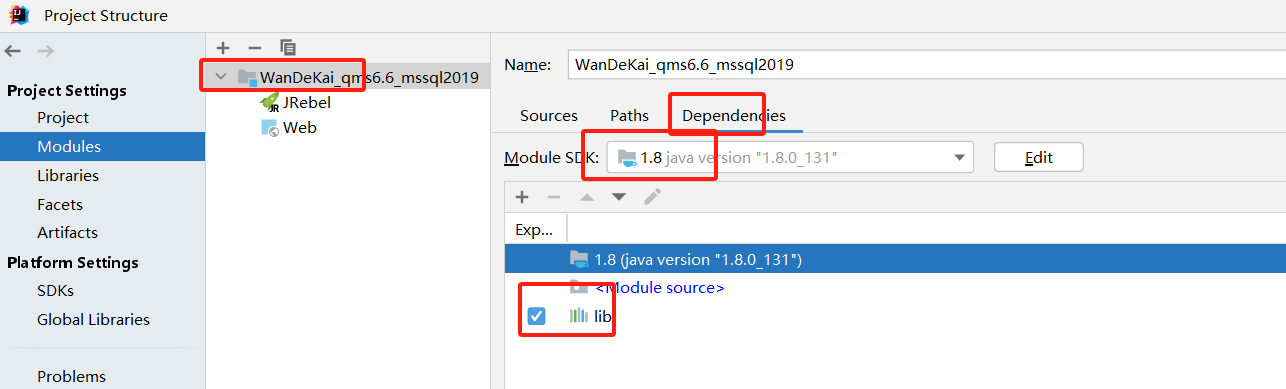 Project Structure
Project Settings
Project
Modules
Libraries
Facets
Artifacts
Platform Settings
SDKs
Global Libraries
Problems
WanDeKai_qms6.6_mssql2019
JRebel
Web
Name: WanDeKai_qms6.6_mssql2019
Sources Paths Dependencies
Module SDK: 1.8 java version "1.8.0_131" Edit
Exp...
1.8 (java version "1.8.0_131")
<Module source>
lib